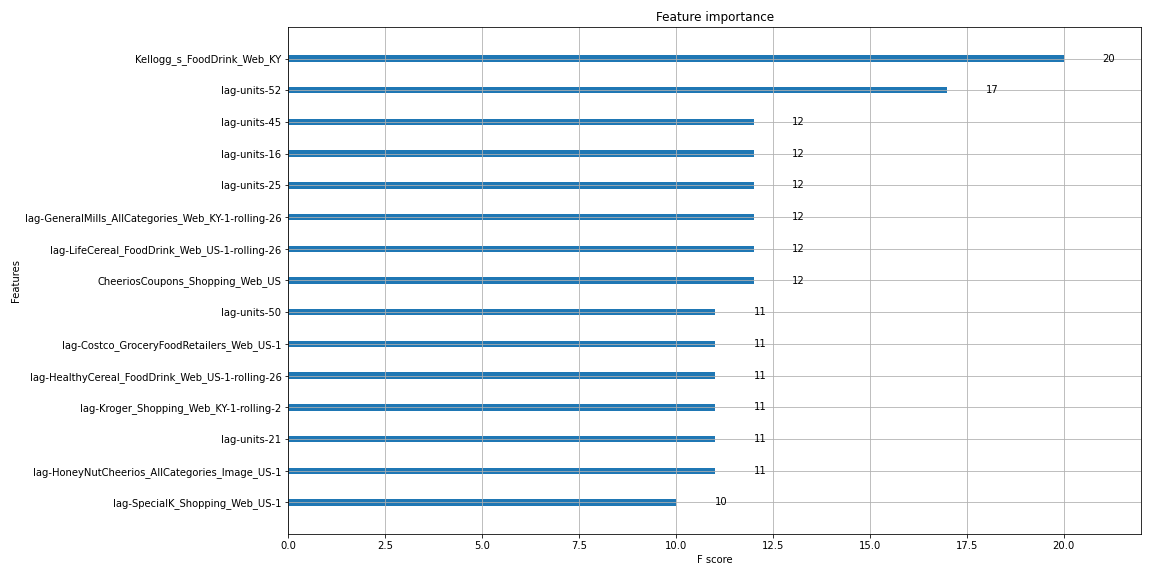 Feature importance
Features
Kellogg_s_FoodDrink_Web_KY 20
lag-units-52 17
lag-units-45 12
lag-units-16 12
lag-units-25 12
lag-GeneralMills_AllCategories_Web_KY-1-rolling-26 12
lag-LifeCereal_FoodDrink_Web_US-1-rolling-26 12
CheeriosCoupons_Shopping_Web_US 12
lag-units-50 11
lag-Costco_GroceryFoodRetailers_Web_US-1 11
lag-HealthyCereal_FoodDrink_Web_US-1-rolling-26 11
lag-Kroger_Shopping_Web_KY-1-rolling-2 11
lag-units-21 11
lag-HoneyNutCheerios_AllCategories_Image_US-1 11
lag-SpecialK_Shopping_Web_US-1 10
0.0 2.5 5.0 7.5 10.0 12.5 15.0 17.5 20.0
F score